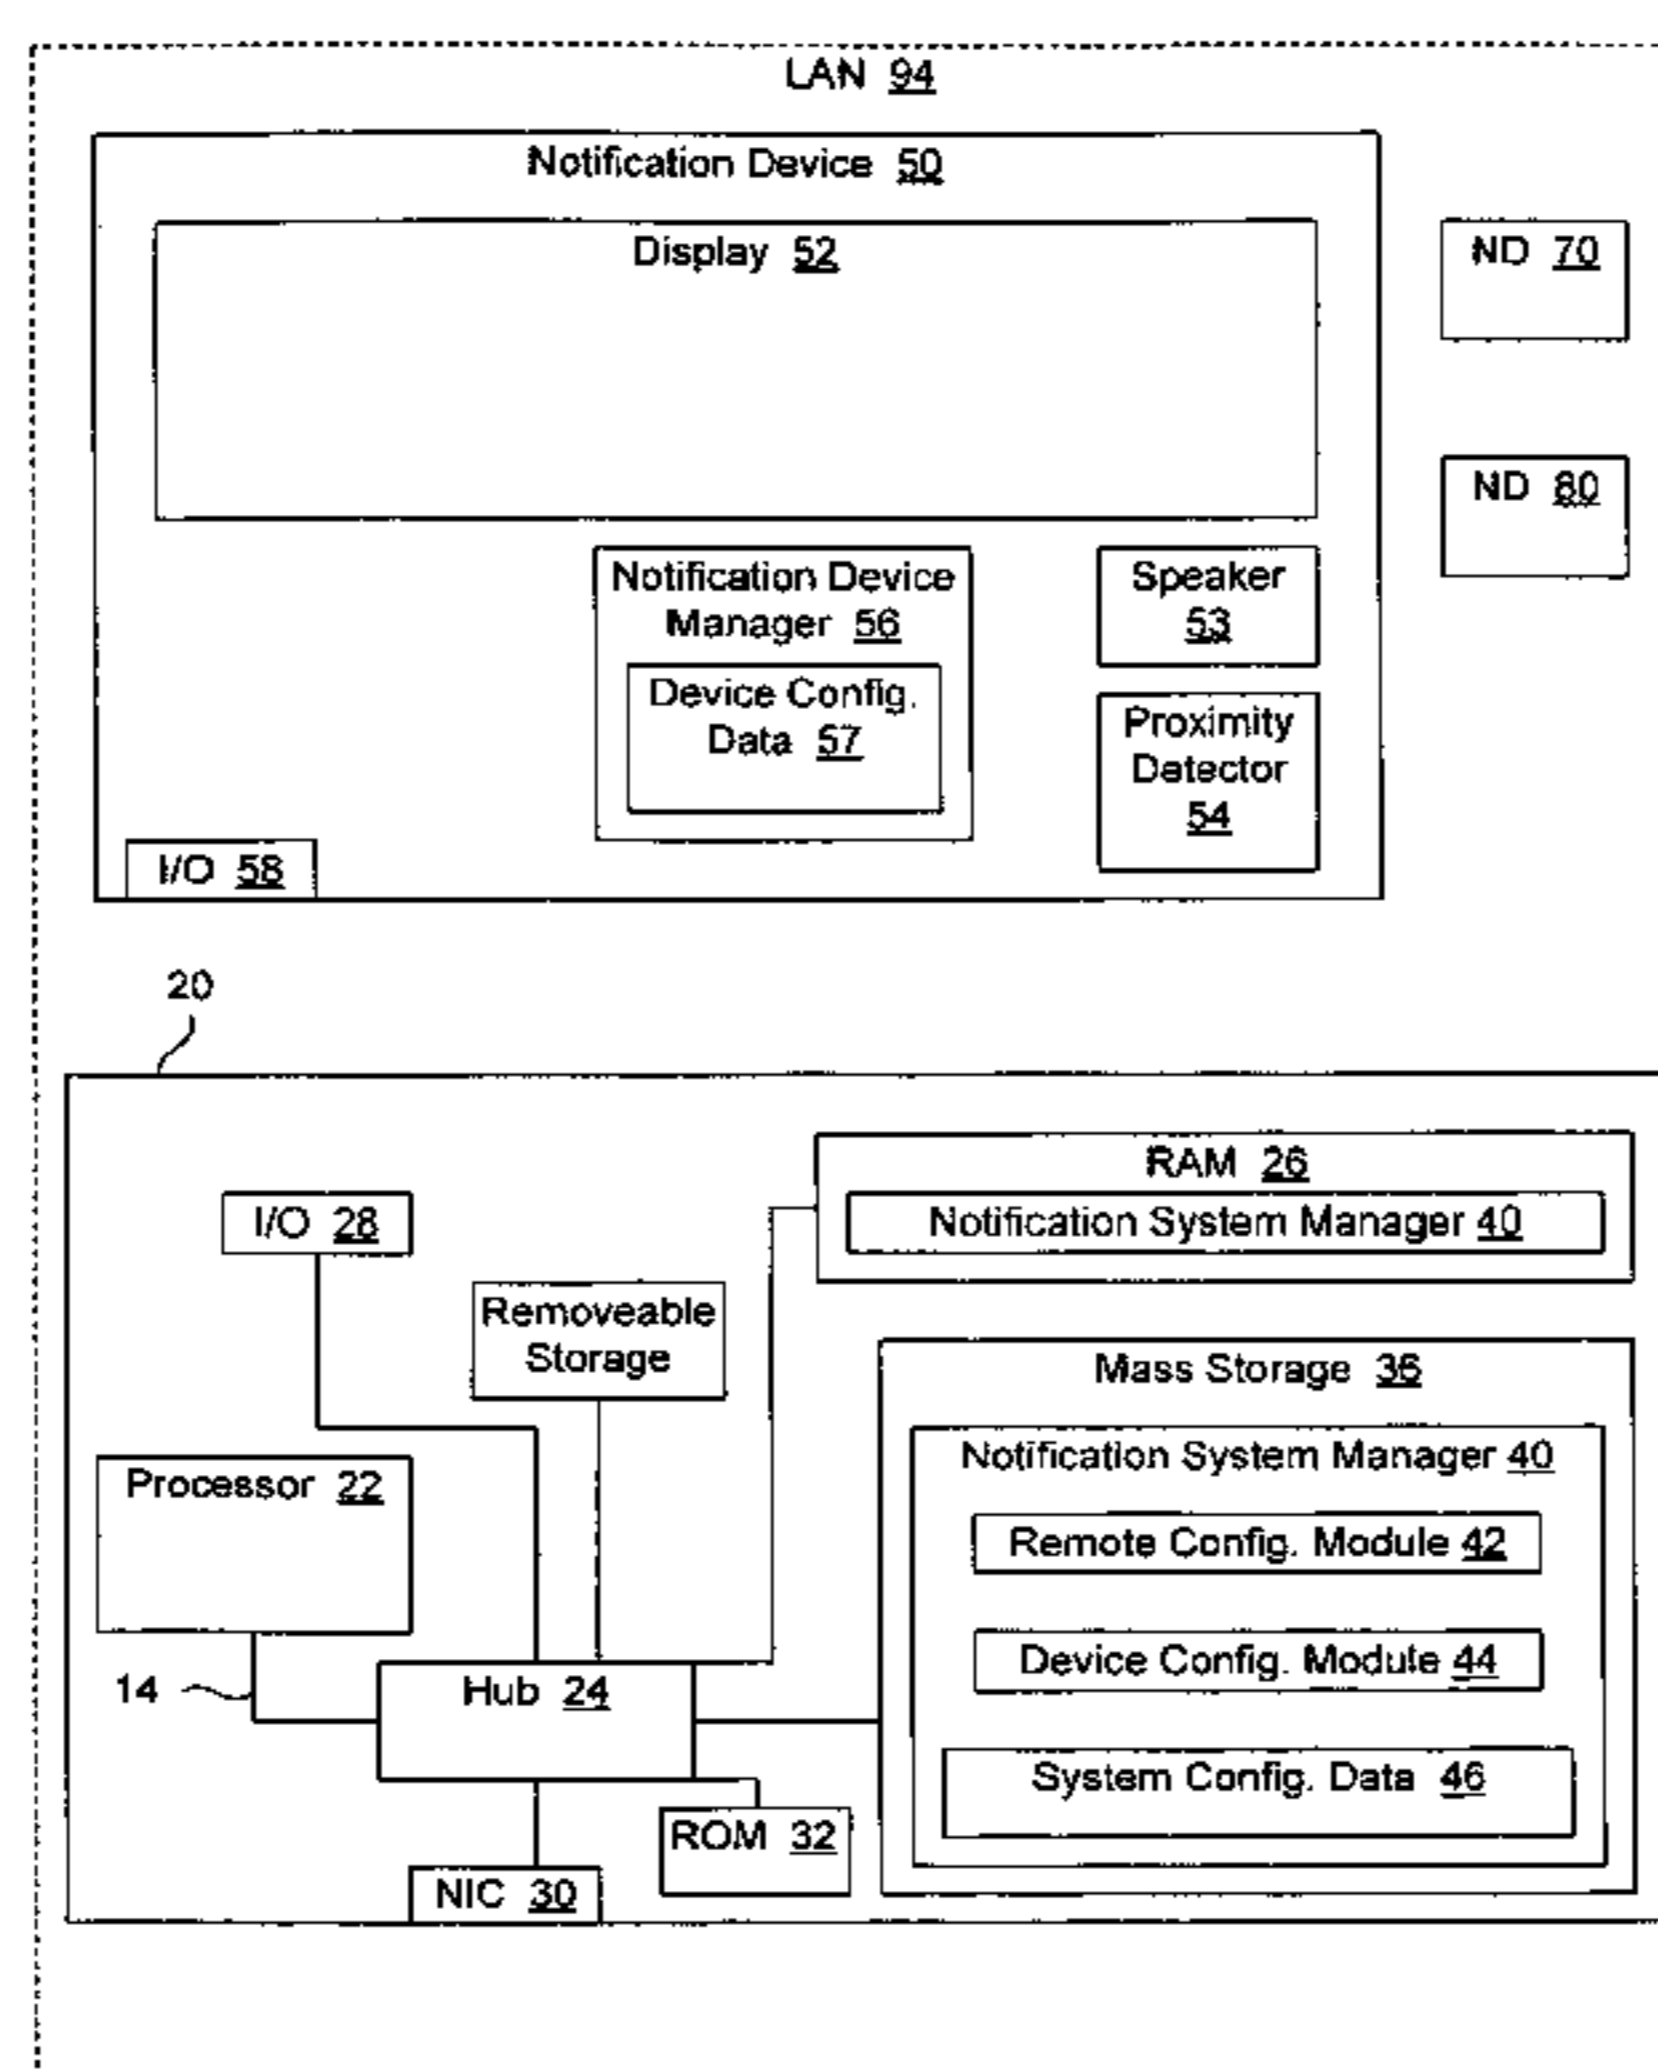 LAN 94
Notification Device 50
Display 52
ND 70
ND 80
Notification Device
Manager 56
Device Config.
Data 57
Speaker
53
Proximity
Detector
54
I/O 58
20
RAM 26
Notification System Manager 40
I/O 28
Removeable
Storage
Mass Storage 36
Notification System Manager 40
Processor 22
Remote Config. Module 42
Device Config. Module 44
14
Hub 24
System Config. Data 46
ROM 32
NIC 30